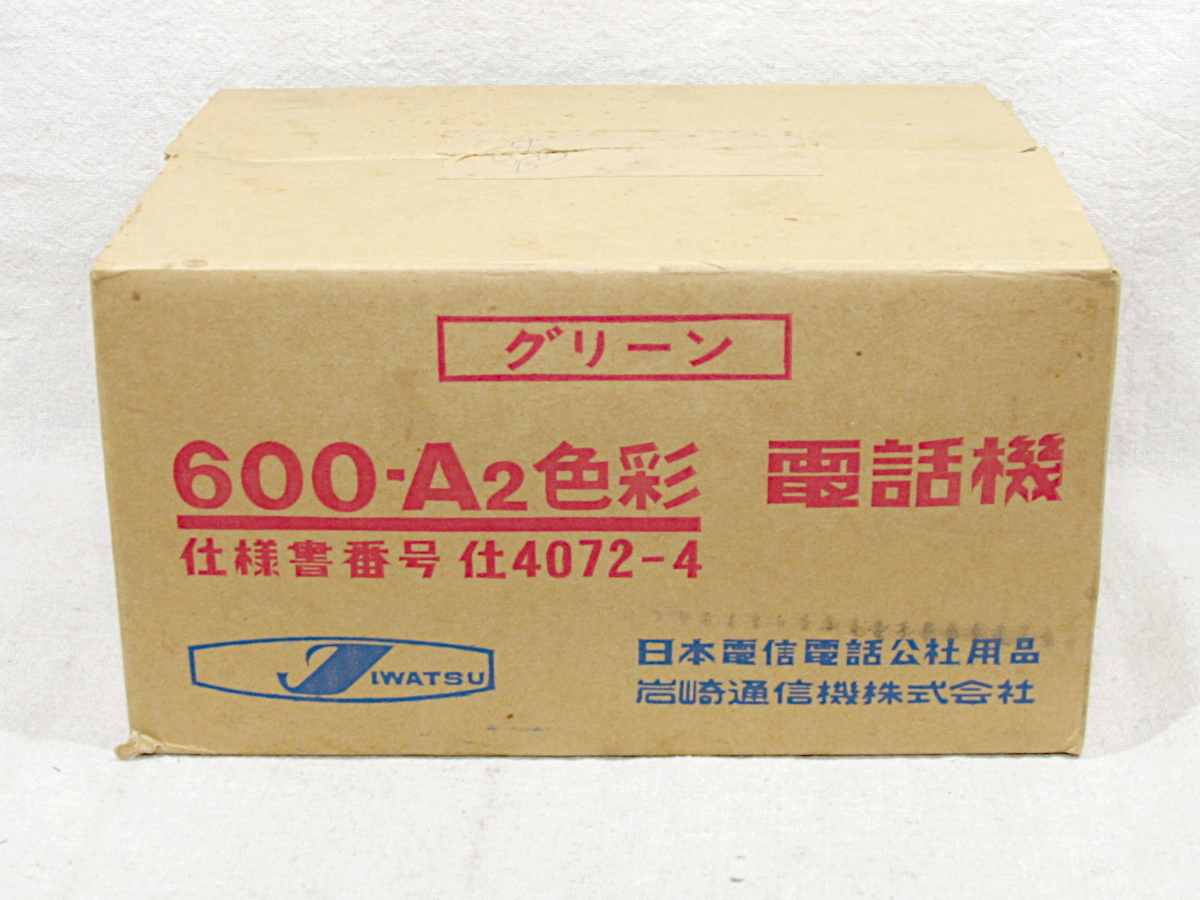 グリーン
600-A2色彩 電話機
仕様書番号 仕4072-4
IWATSU
日本電信電話公社用品
岩崎通信機株式会社